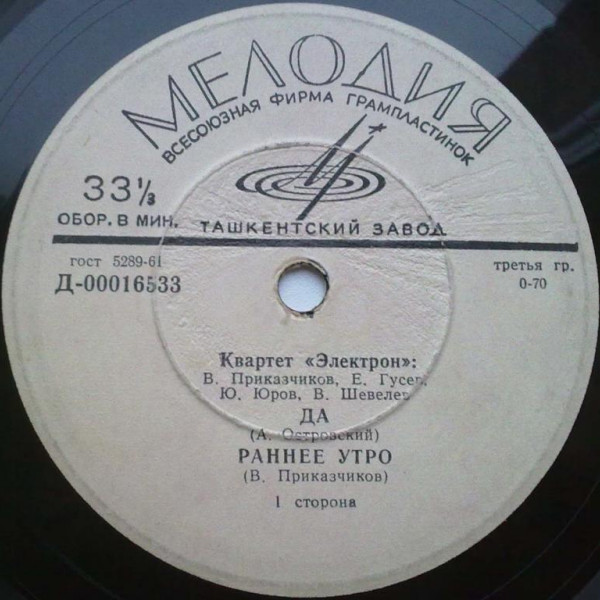 МЕЛОДИЯ
ВСЕСОЮЗНАЯ ФИРМА ГРАМПЛАСТИНОК
33⅓
ОБОР. В МИН. ТАШКЕНТСКИЙ ЗАВОД
гост 5289-61 третья гр.
Д-00016533 0-70
Квартет «Электрон»:
В. Приказчиков, Е. Гусев,
Ю. Юров, В. Шевелев
ДА
(А. Островский)
РАННЕЕ УТРО
(В. Приказчиков)
1 сторона